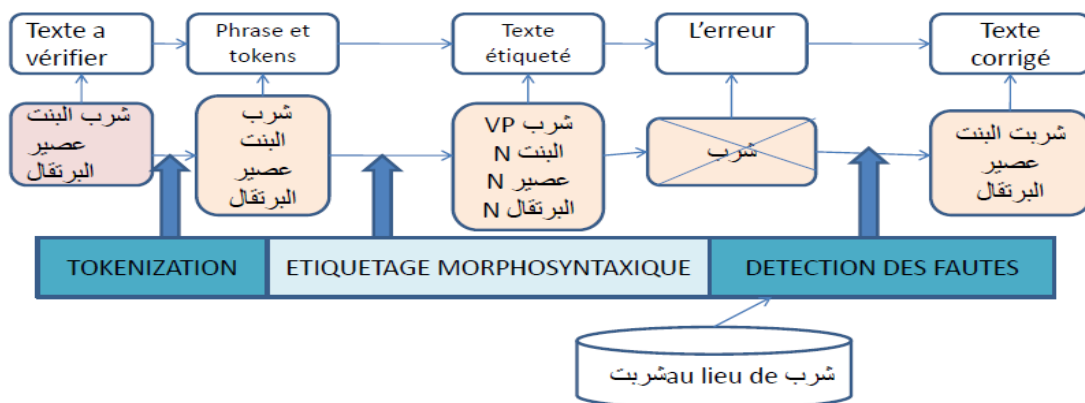 Texte a
vérifier
Phrase et
tokens
Texte
étiqueté
L'erreur
Texte
corrigé
شرب البنت
عصير
البرتقال
شرب
البنت
عصير
البرتقال
شرب VP
البنت N
عصير N
البرتقال N
شرب
شربت البنت
عصير
البرتقال
TOKENIZATION
ETIQUETAGE MORPHOSYNTAXIQUE
DETECTION DES FAUTES
شرب au lieu de شربت